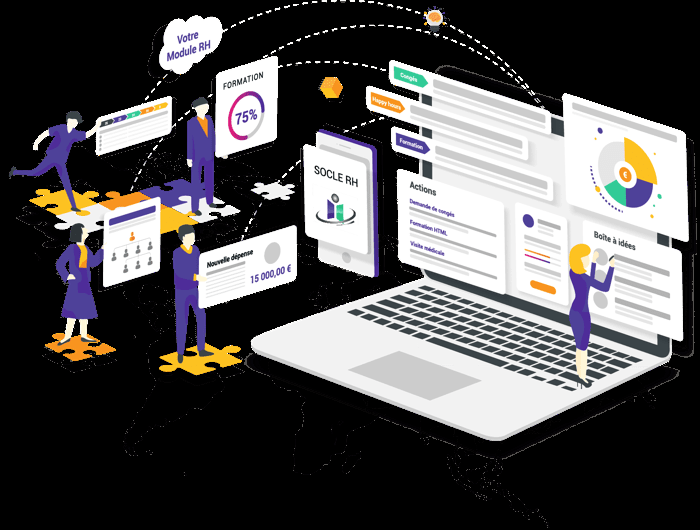 Votre
Module RH
FORMATION
75%
Congés
Happy hours
Formation
SOCLE RH
Actions
Demande de congés
Formation HTML
Visite médicale
€
Boîte à idées
Nouvelle dépense
15 000,00 €